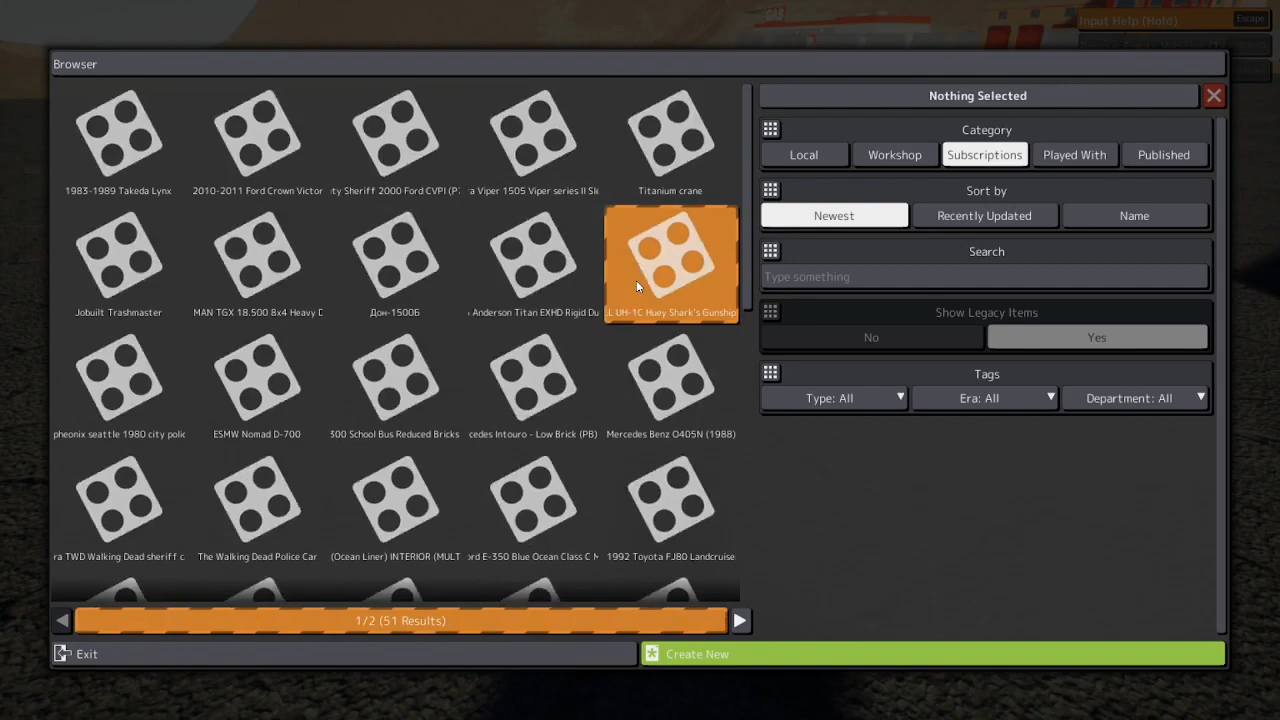 GAS
Input Help (Hold)
Escape
Browser
Nothing Selected
Category
Local
Workshop
Subscriptions
Played With
Published
Sort by
Newest
Recently Updated
Name
Search
Type something
Show Legacy Items
No
Yes
Tags
Type: All
Era: All
Department: All
1983-1989 Takeda Lynx
2010-2011 Ford Crown Victor
ty Sheriff 2000 Ford CVPI (P
a Viper 1505 Viper series II Sl
Titanium crane
Jobuilt Trashmaster
MAN TGX 18.500 8x4 Heavy D
Дон-1500Б
Anderson Titan EXHD Rigid Du
L UH-1C Huey Shark's Gunship
pheonix seattle 1980 city polic
ESMW Nomad D-700
300 School Bus Reduced Bricks
cedes Intouro - Low Brick (PB)
Mercedes Benz O405N (1988)
ra TWD Walking Dead sheriff c
The Walking Dead Police Car
(Ocean Liner) INTERIOR (MULT
ord E-350 Blue Ocean Class C
1992 Toyota FJ80 Landcruise
1/2 (51 Results)
Exit
Create New